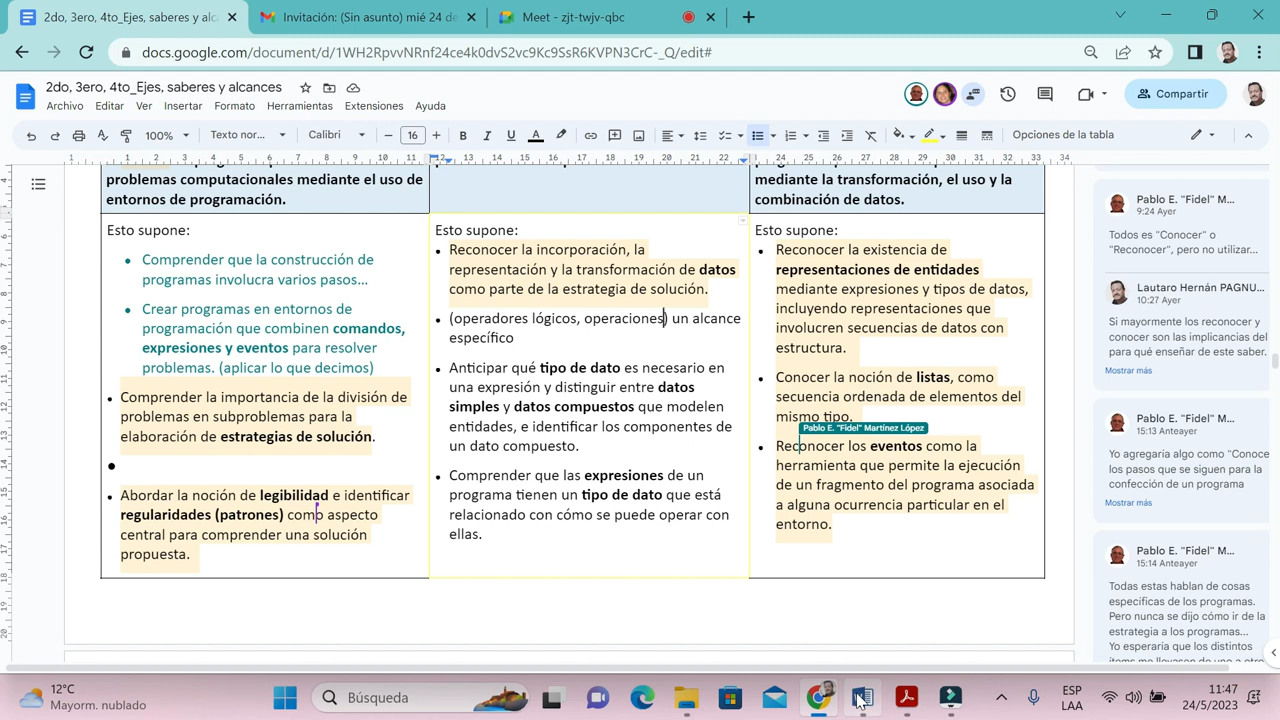 2do, 3ero, 4to_Ejes, saberes y alc
Invitación: (Sin asunto) mié 24 de
Meet - zjt-twjv-qbc
docs.google.com/document/d/1WH2RpvvNRnf24ce4k0dvS2vc9Kc9SsR6KVPN3CrC-_Q/edit#
2do, 3ero, 4to_Ejes, saberes y alcances
Archivo Editar Ver Insertar Formato Herramientas Extensiones Ayuda
Compartir
100% Texto nor... Calibri 16 Opciones de la tabla
problemas computacionales mediante el uso de
entornos de programación.
mediante la transformación, el uso y la
combinación de datos.
Esto supone:
Comprender que la construcción de
programas involucra varios pasos...
Crear programas en entornos de
programación que combinen comandos,
expresiones y eventos para resolver
problemas. (aplicar lo que decimos)
Comprender la importancia de la división de
problemas en subproblemas para la
elaboración de estrategias de solución.
Abordar la noción de legibilidad e identificar
regularidades (patrones) como aspecto
central para comprender una solución
propuesta.
Esto supone:
Reconocer la incorporación, la
representación y la transformación de datos
como parte de la estrategia de solución.
(operadores lógicos, operaciones) un alcance
específico
Anticipar qué tipo de dato es necesario en
una expresión y distinguir entre datos
simples y datos compuestos que modelen
entidades, e identificar los componentes de
un dato compuesto.
Comprender que las expresiones de un
programa tienen un tipo de dato que está
relacionado con cómo se puede operar con
ellas.
Esto supone:
Reconocer la existencia de
representaciones de entidades
mediante expresiones y tipos de datos,
incluyendo representaciones que
involucren secuencias de datos con
estructura.
Conocer la noción de listas, como
secuencia ordenada de elementos del
mismo tipo.
Pablo E. "Fidel" Martínez López
Reconocer los eventos como la
herramienta que permite la ejecución
de un fragmento del programa asociada
a alguna ocurrencia particular en el
entorno.
Pablo E. "Fidel" M...
9:24 Ayer
Todos es "Conocer" o
"Reconocer", pero no utilizar...
Lautaro Hernán PAGNU...
10:27 Ayer
Si mayormente los reconocer y
conocer son las implicancias del
para qué enseñar de este saber.
Mostrar más
Pablo E. "Fidel" M...
15:13 Anteayer
Yo agregaría algo como "Conoce
los pasos que se siguen para la
confección de un programa
Mostrar más
Pablo E. "Fidel" M...
15:14 Anteayer
Todas estas hablan de cosas
específicas de los programas.
Pero nunca se dijo cómo ir de la
estrategia a los programas...
Yo esperaría que los distintos
items me llevasen de uno a otro
12°C
Mayorm. nublado
Búsqueda
ESP
LAA
11:47
24/5/2023